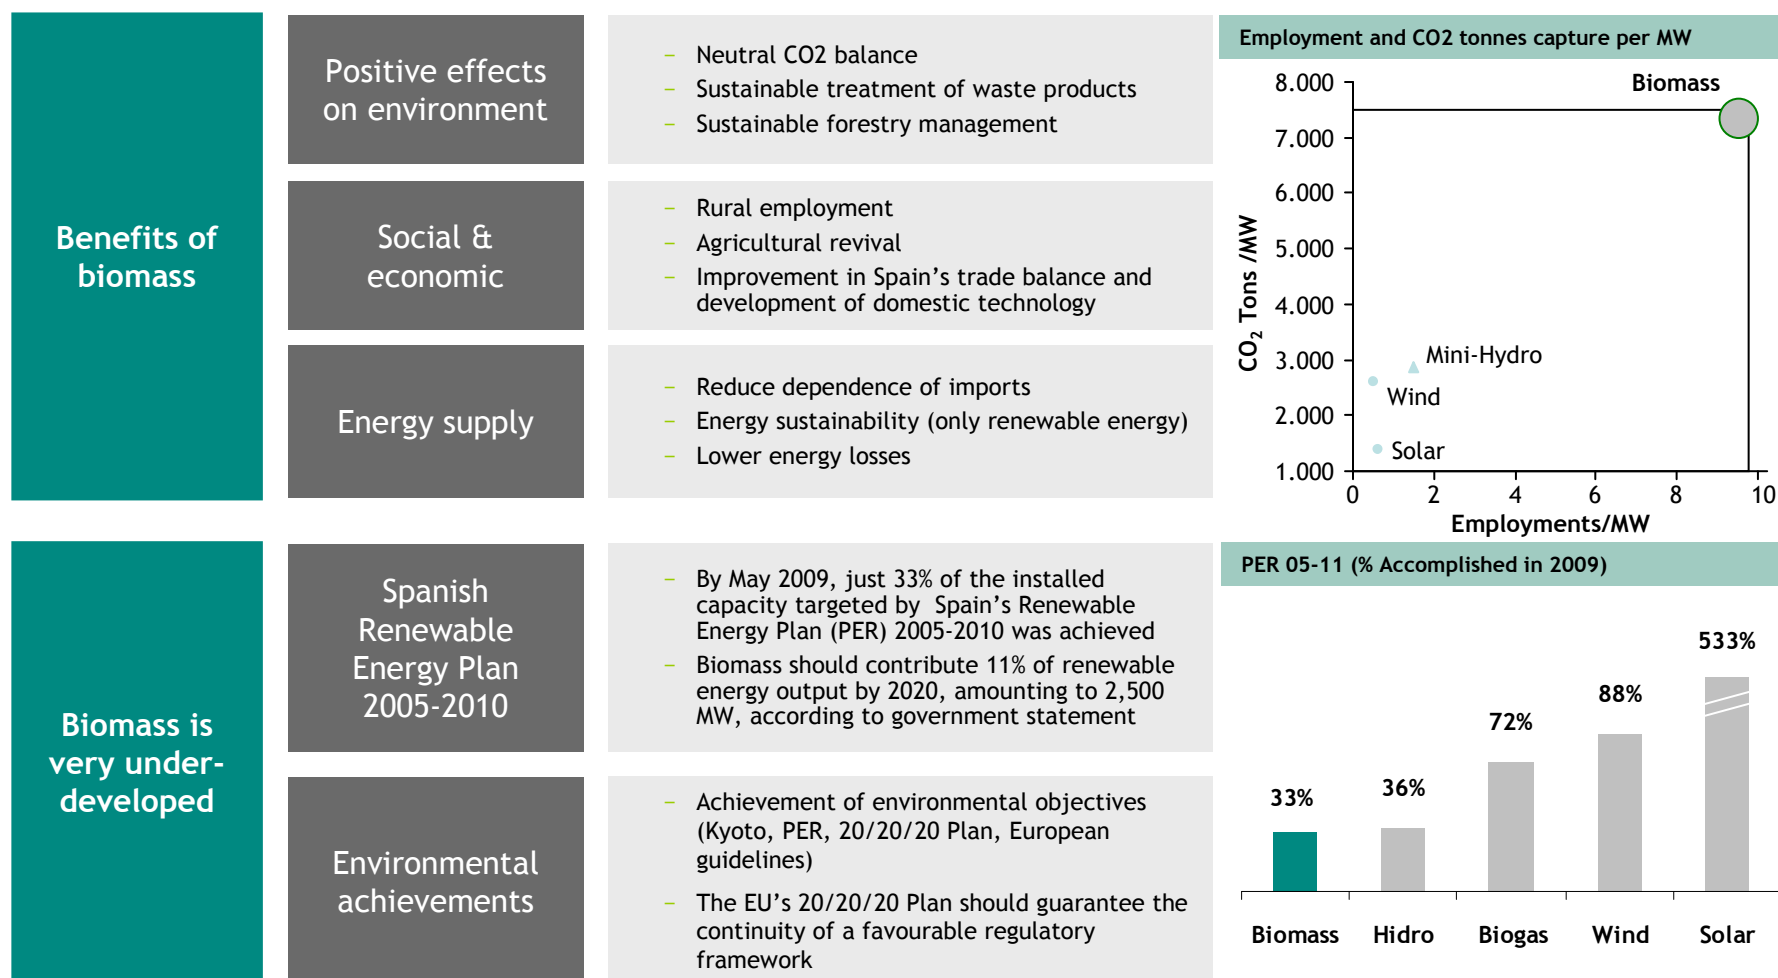 Benefits of
biomass
Positive effects
on environment
– Neutral CO2 balance
– Sustainable treatment of waste products
– Sustainable forestry management
Social &
economic
– Rural employment
– Agricultural revival
– Improvement in Spain’s trade balance and
development of domestic technology
Energy supply
– Reduce dependence of imports
– Energy sustainability (only renewable energy)
– Lower energy losses
Employment and CO2 tonnes capture per MW
CO₂ Tons /MW
8.000
7.000
6.000
5.000
4.000
3.000
2.000
1.000
Biomass
Mini-Hydro
Wind
Solar
0 2 4 6 8 10
Employments/MW
Biomass is
very under-
developed
Spanish
Renewable
Energy Plan
2005-2010
– By May 2009, just 33% of the installed
capacity targeted by Spain’s Renewable
Energy Plan (PER) 2005-2010 was achieved
– Biomass should contribute 11% of renewable
energy output by 2020, amounting to 2,500
MW, according to government statement
Environmental
achievements
– Achievement of environmental objectives
(Kyoto, PER, 20/20/20 Plan, European
guidelines)
– The EU’s 20/20/20 Plan should guarantee the
continuity of a favourable regulatory
framework
PER 05-11 (% Accomplished in 2009)
33%
36%
72%
88%
533%
Biomass Hidro Biogas Wind Solar